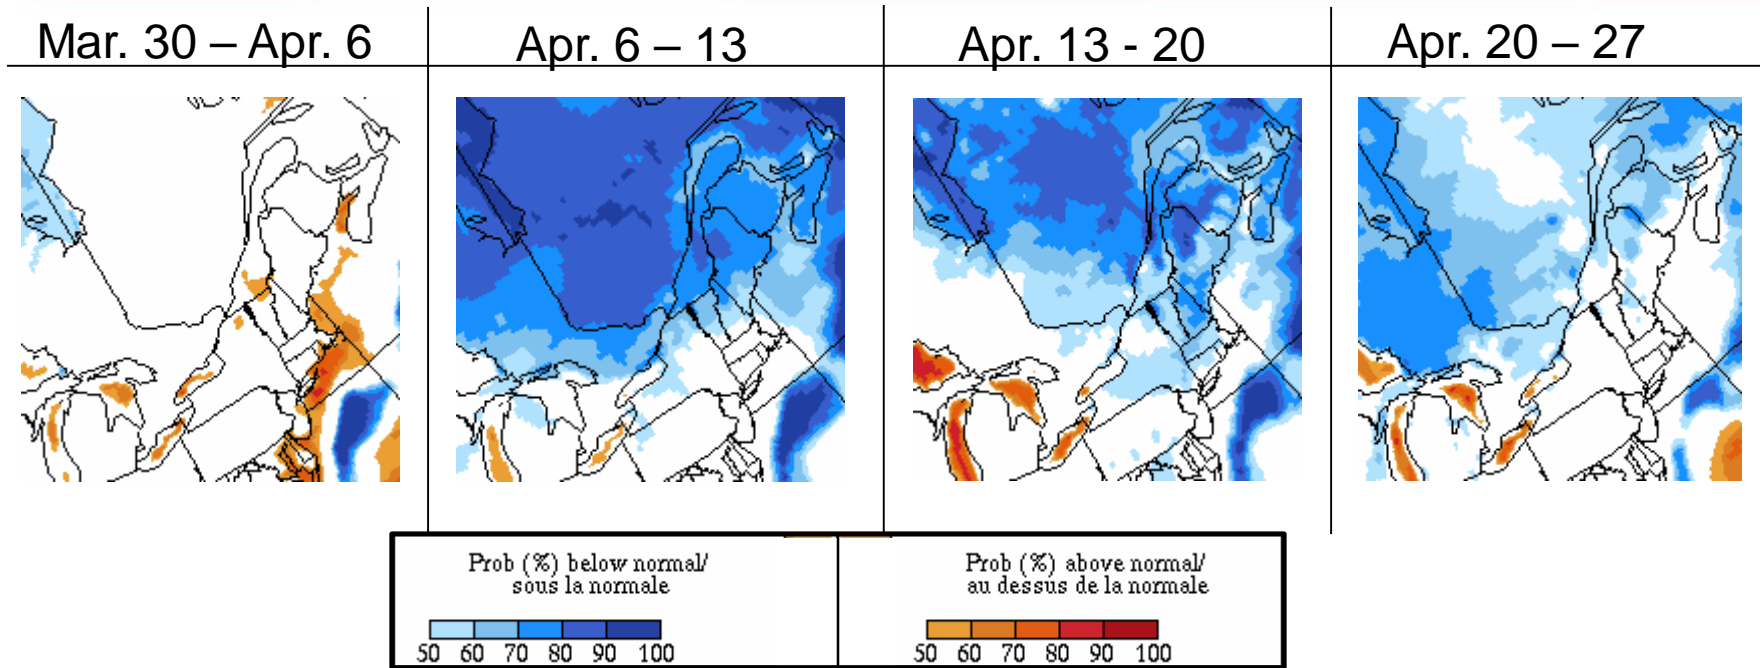 Mar. 30 – Apr. 6
Apr. 6 – 13
Apr. 13 - 20
Apr. 20 – 27
Prob (%) below normal/
sous la normale
50 60 70 80 90 100
Prob (%) above normal/
au dessus de la normale
50 60 70 80 90 100